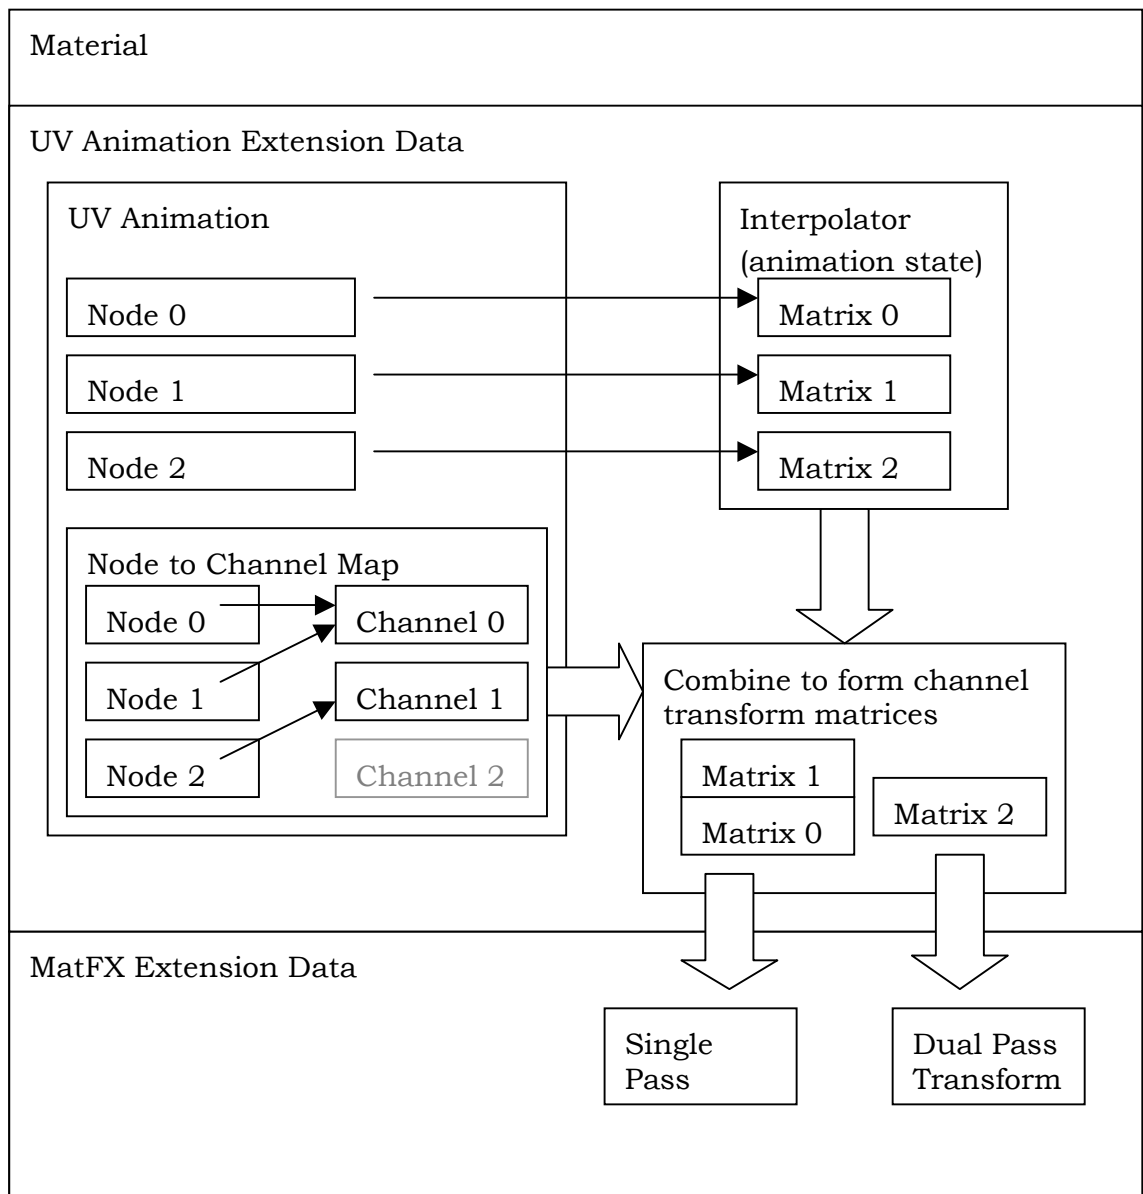 Material
UV Animation Extension Data
UV Animation
Node 0
Node 1
Node 2
Interpolator
(animation state)
Matrix 0
Matrix 1
Matrix 2
Node to Channel Map
Node 0
Channel 0
Node 1
Channel 1
Node 2
Channel 2
Combine to form channel
transform matrices
Matrix 1
Matrix 0
Matrix 2
MatFX Extension Data
Single
Pass
Dual Pass
Transform